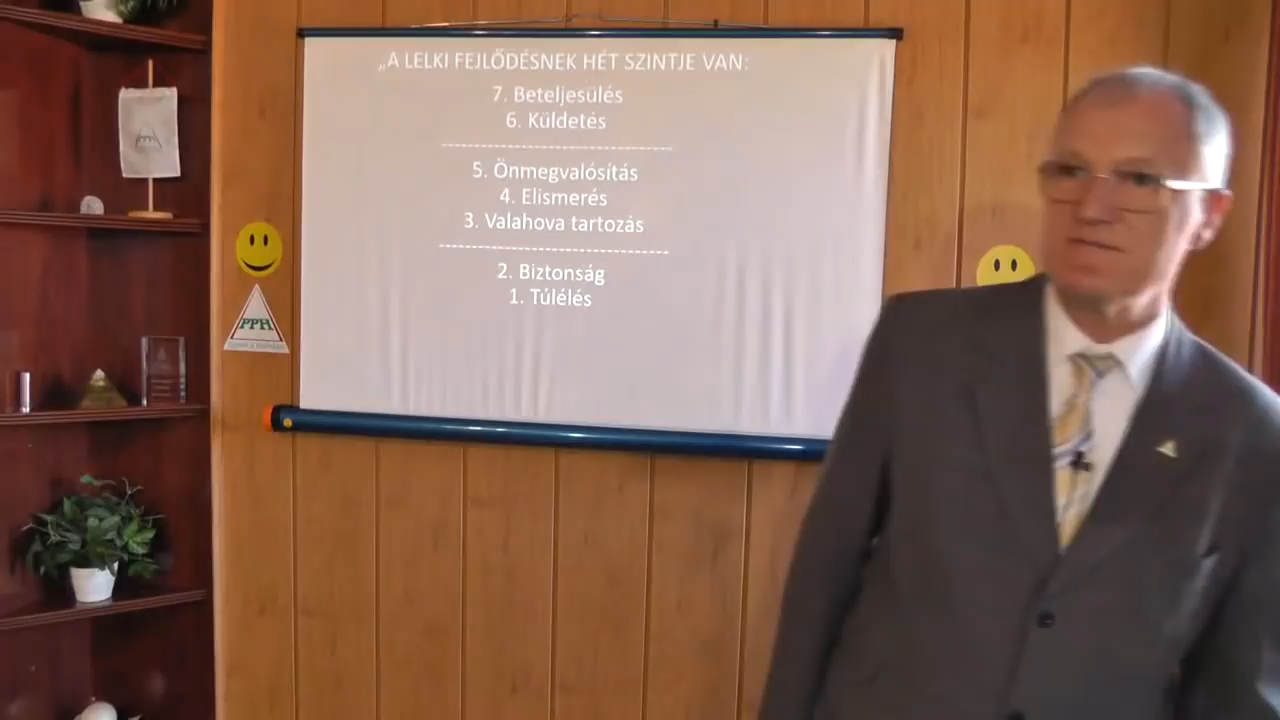 „A LELKI FEJLŐDÉSNEK HÉT SZINTJE VAN:
7. Beteljesülés
6. Küldetés
5. Önmegvalósítás
4. Elismerés
3. Valahova tartozás
2. Biztonság
1. Túlélés
PPH